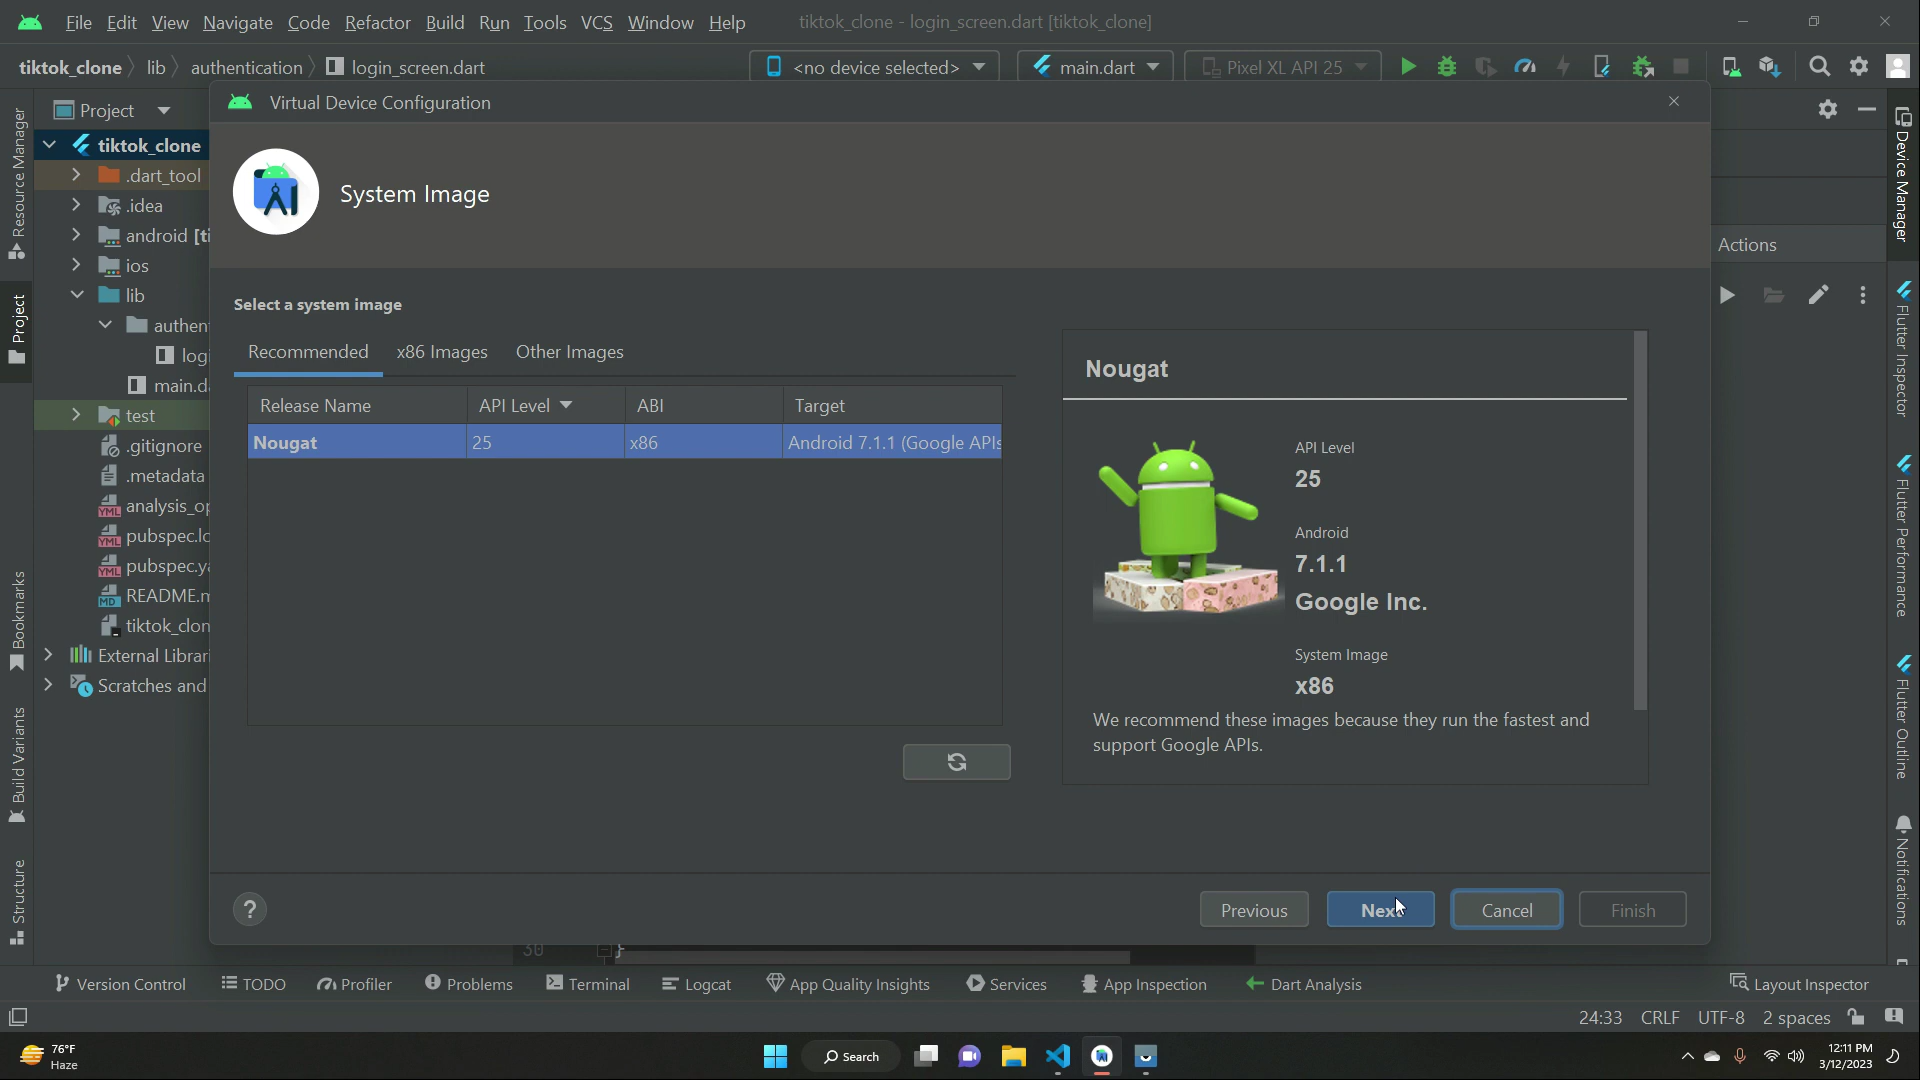 File Edit View Navigate Code Refactor Build Run Tools VCS Window Help tiktok_clone - login_screen.dart [tiktok_clone]
tiktok_clone lib authentication login_screen.dart <no device selected> main.dart Pixel XL API 25
Project
Virtual Device Configuration
tiktok_clone
.dart_tool
.idea
android [ti
ios
lib
authent
logi
main.da
test
.gitignore
.metadata
analysis_op
pubspec.lo
pubspec.ya
README.m
tiktok_clon
External Librari
Scratches and
Resource Manager
Project
Bookmarks
Build Variants
Structure
System Image
Select a system image
Recommended x86 Images Other Images
Release Name API Level ABI Target
Nougat 25 x86 Android 7.1.1 (Google APIs
Nougat
API Level
25
Android
7.1.1
Google Inc.
System Image
x86
We recommend these images because they run the fastest and
support Google APIs.
? Previous Next Cancel Finish
Actions
Device Manager
Flutter Inspector
Flutter Performance
Flutter Outline
Notifications
30 }
Version Control TODO Profiler Problems Terminal Logcat App Quality Insights Services App Inspection Dart Analysis Layout Inspector
24:33 CRLF UTF-8 2 spaces
76°F
Haze
Search
12:11 PM
3/12/2023